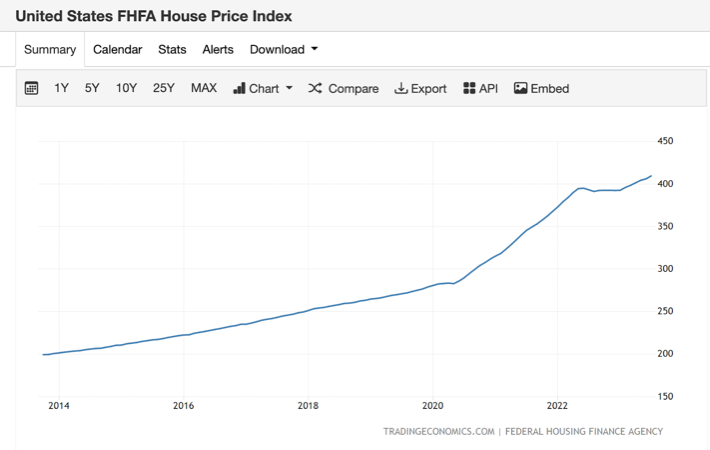 United States FHFA House Price Index
Summary Calendar Stats Alerts Download
1Y 5Y 10Y 25Y MAX Chart Compare Export API Embed
450
400
350
300
250
200
150
2014 2016 2018 2020 2022
TRADINGECONOMICS.COM | FEDERAL HOUSING FINANCE AGENCY